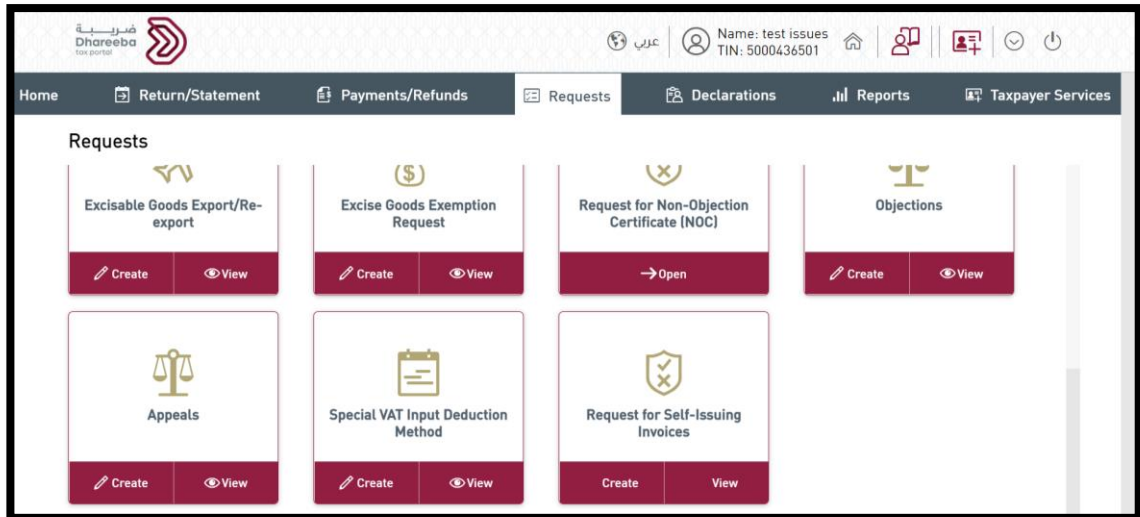 ضريبة
Dhareeba
tax portal
عربي
Name: test issues
TIN: 5000436501
Home
Return/Statement
Payments/Refunds
Requests
Declarations
Reports
Taxpayer Services
Requests
Excisable Goods Export/Re-
export
Create
View
Excise Goods Exemption
Request
Create
View
Request for Non-Objection
Certificate (NOC)
Open
Objections
Create
View
Appeals
Create
View
Special VAT Input Deduction
Method
Create
View
Request for Self-Issuing
Invoices
Create
View